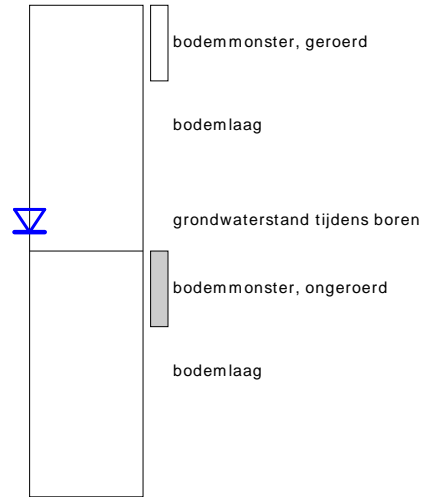 bodemmonster, geroerd
bodemlaag
grondwaterstand tijdens boren
bodemmonster, ongeroerd
bodemlaag